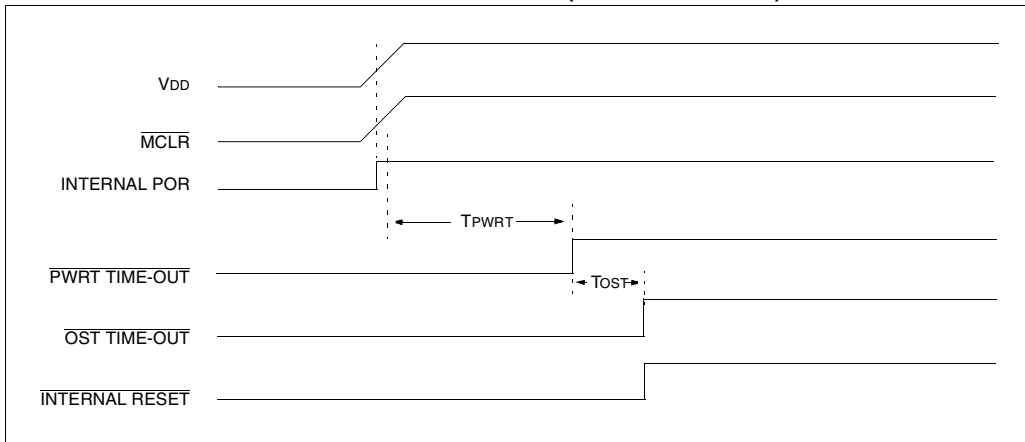 VDD
MCLR
INTERNAL POR
TPWRT
PWRT TIME-OUT
TOST
OST TIME-OUT
INTERNAL RESET